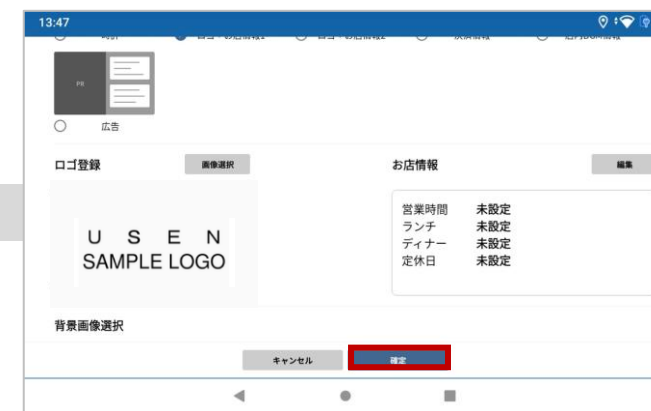 13:47
PR
広告
ロゴ登録 画像選択 お店情報 編集
営業時間 未設定
ランチ 未設定
ディナー 未設定
定休日 未設定
U S E N
SAMPLE LOGO
背景画像選択
キャンセル 確定